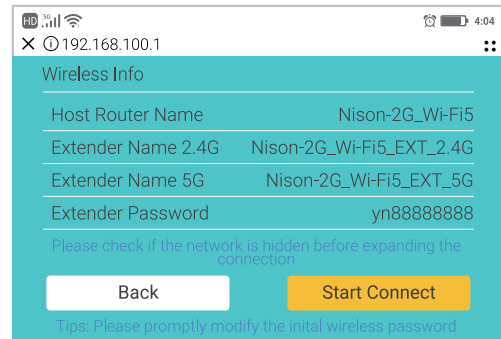 HD 5G 4:04
192.168.100.1
Wireless Info
Host Router Name Nison-2G_Wi-Fi5
Extender Name 2.4G Nison-2G_Wi-Fi5_EXT_2.4G
Extender Name 5G Nison-2G_Wi-Fi5_EXT_5G
Extender Password yn88888888
Please check if the network is hidden before expanding the
connection
Back Start Connect
Tips: Please promptly modify the inital wireless password